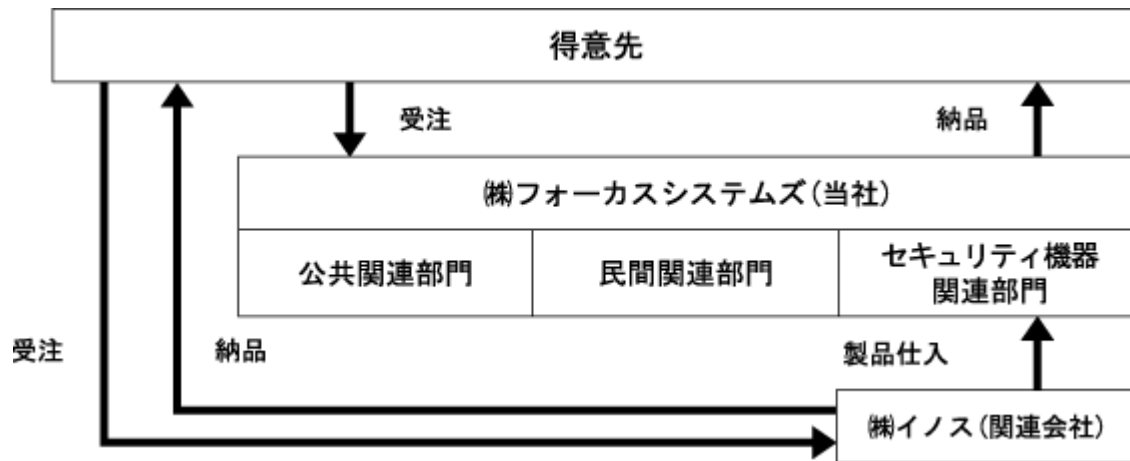 得意先
受注
納品
㈱フォーカスシステムズ(当社)
公共関連部門
民間関連部門
セキュリティ機器
関連部門
受注
納品
製品仕入
㈱イノス(関連会社)